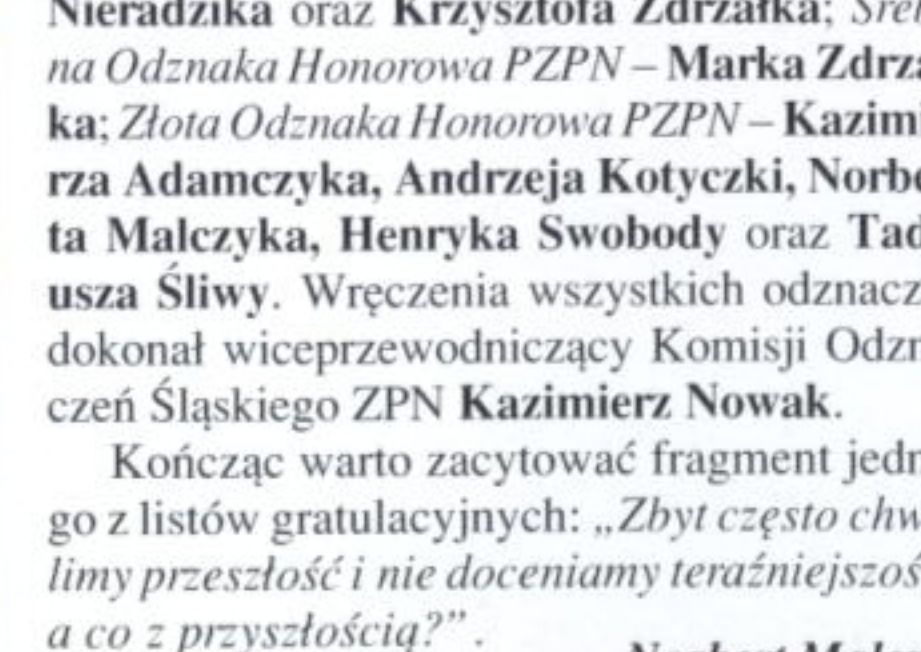 Nieradzika oraz Krzysztofa Zdrzałka; Sre
na Odznaka Honorowa PZPN – Marka Zdrza
ka; Złota Odznaka Honorowa PZPN – Kazim
rza Adamczyka, Andrzeja Kotyczki, Norbe
ta Malczyka, Henryka Swobody oraz Tad
usza Śliwy. Wręczenia wszystkich odznacz
dokonał wiceprzewodniczący Komisji Odzn
czeń Śląskiego ZPN Kazimierz Nowak.
Kończąc warto zacytować fragment jedn
go z listów gratulacyjnych: „Zbyt często chw
limy przeszłość i nie doceniamy teraźniejszoś
a co z przyszłością?”.